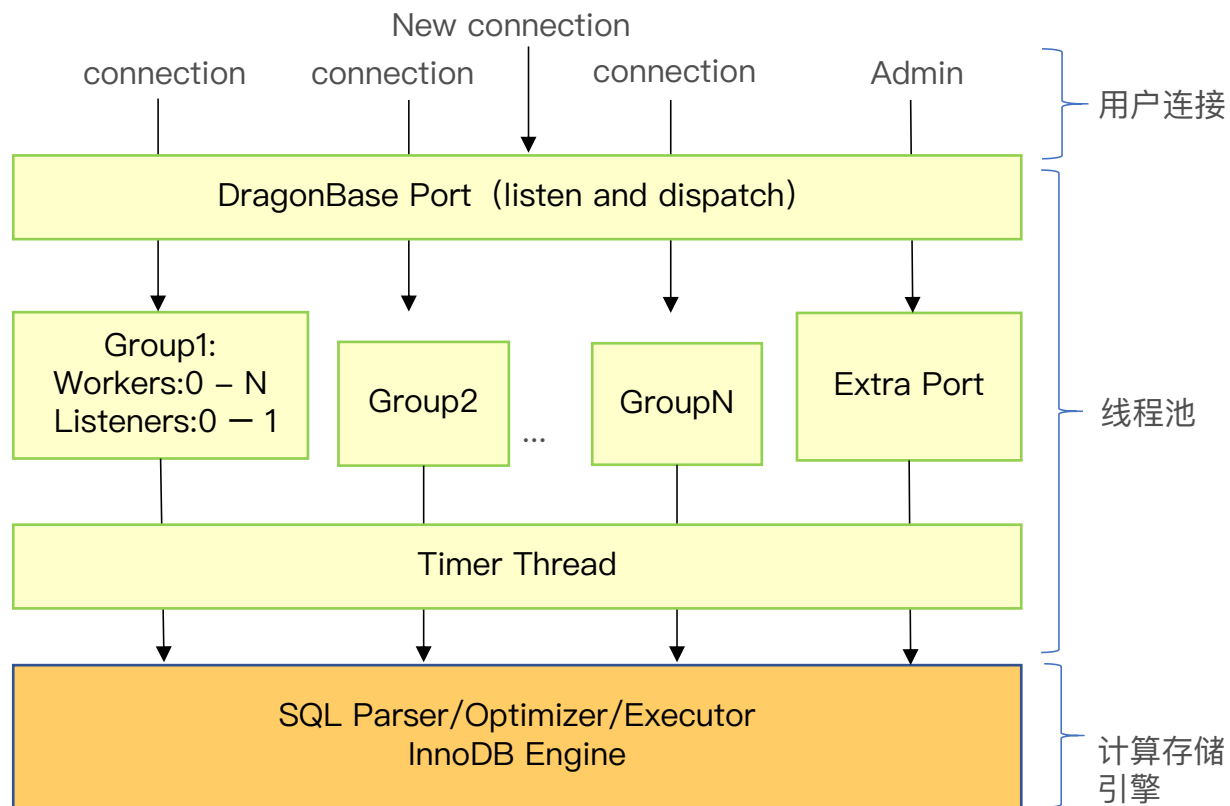 New connection
connection
connection
connection
Admin
用户连接
DragonBase Port（listen and dispatch）
Group1:
Workers:0 – N
Listeners:0 — 1
Group2
...
GroupN
Extra Port
线程池
Timer Thread
SQL Parser/Optimizer/Executor
InnoDB Engine
计算存储
引擎